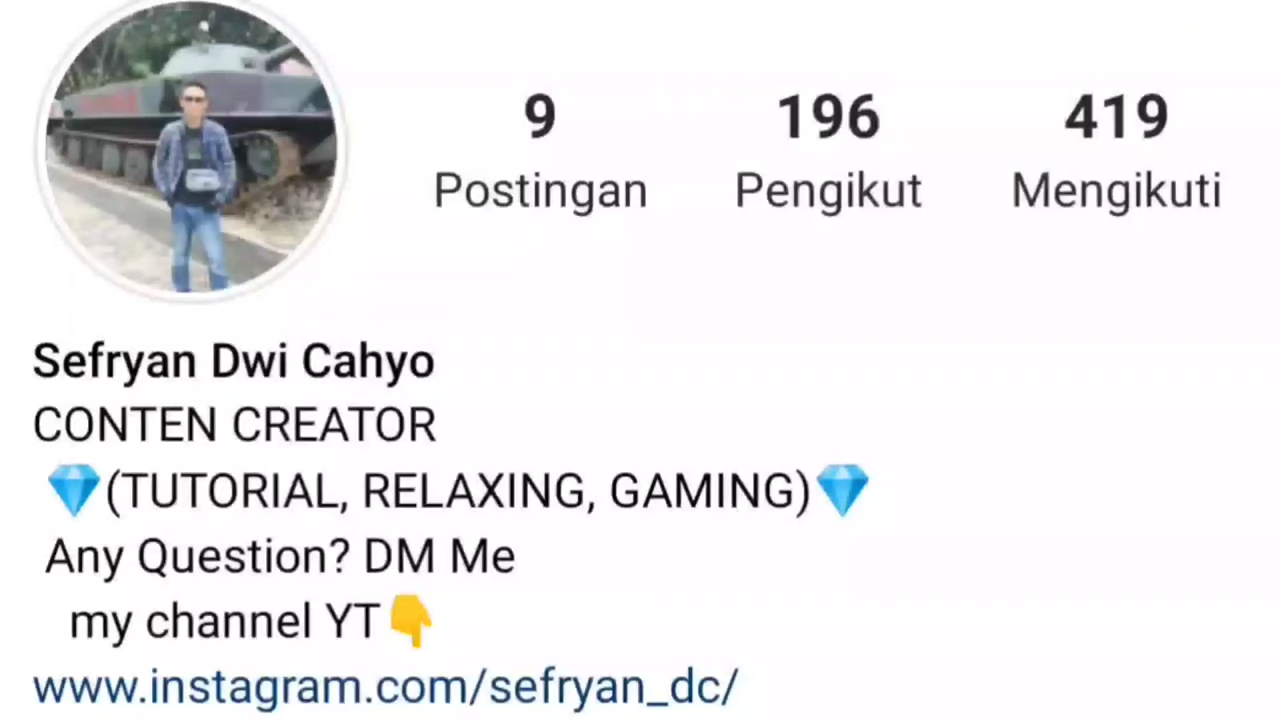 9 196 419
Postingan Pengikut Mengikuti
Sefryan Dwi Cahyo
CONTEN CREATOR
💎(TUTORIAL, RELAXING, GAMING)💎
Any Question? DM Me
my channel YT👇
www.instagram.com/sefryan_dc/